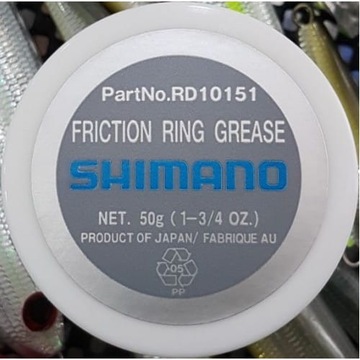 PartNo.RD10151
FRICTION RING GREASE
SHIMANO
NET. 50g (1-3/4 OZ.)
PRODUCT OF JAPAN/ FABRIQUE AU
05
PP